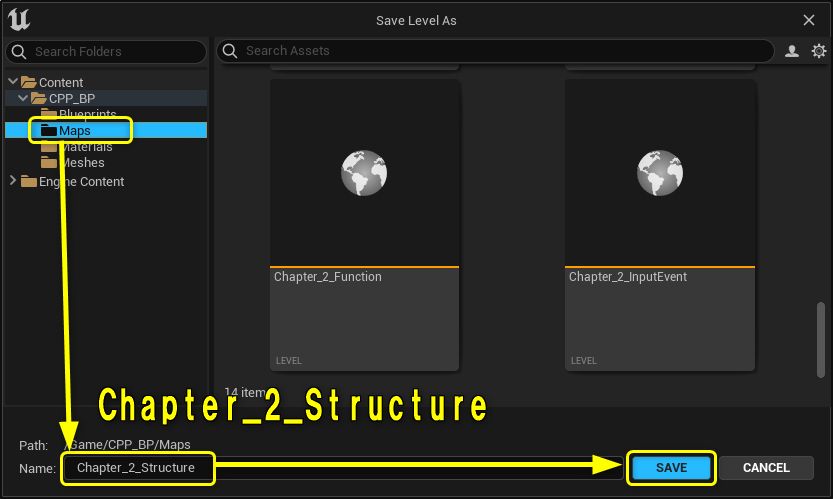 Save Level As
Search Folders
Search Assets
Content
CPP_BP
Blueprints
Maps
Materials
Meshes
Engine Content
Chapter_2_Function
LEVEL
Chapter_2_InputEvent
LEVEL
14 items
Chapter_2_Structure
Path: /Game/CPP_BP/Maps
Name: Chapter_2_Structure
SAVE
CANCEL